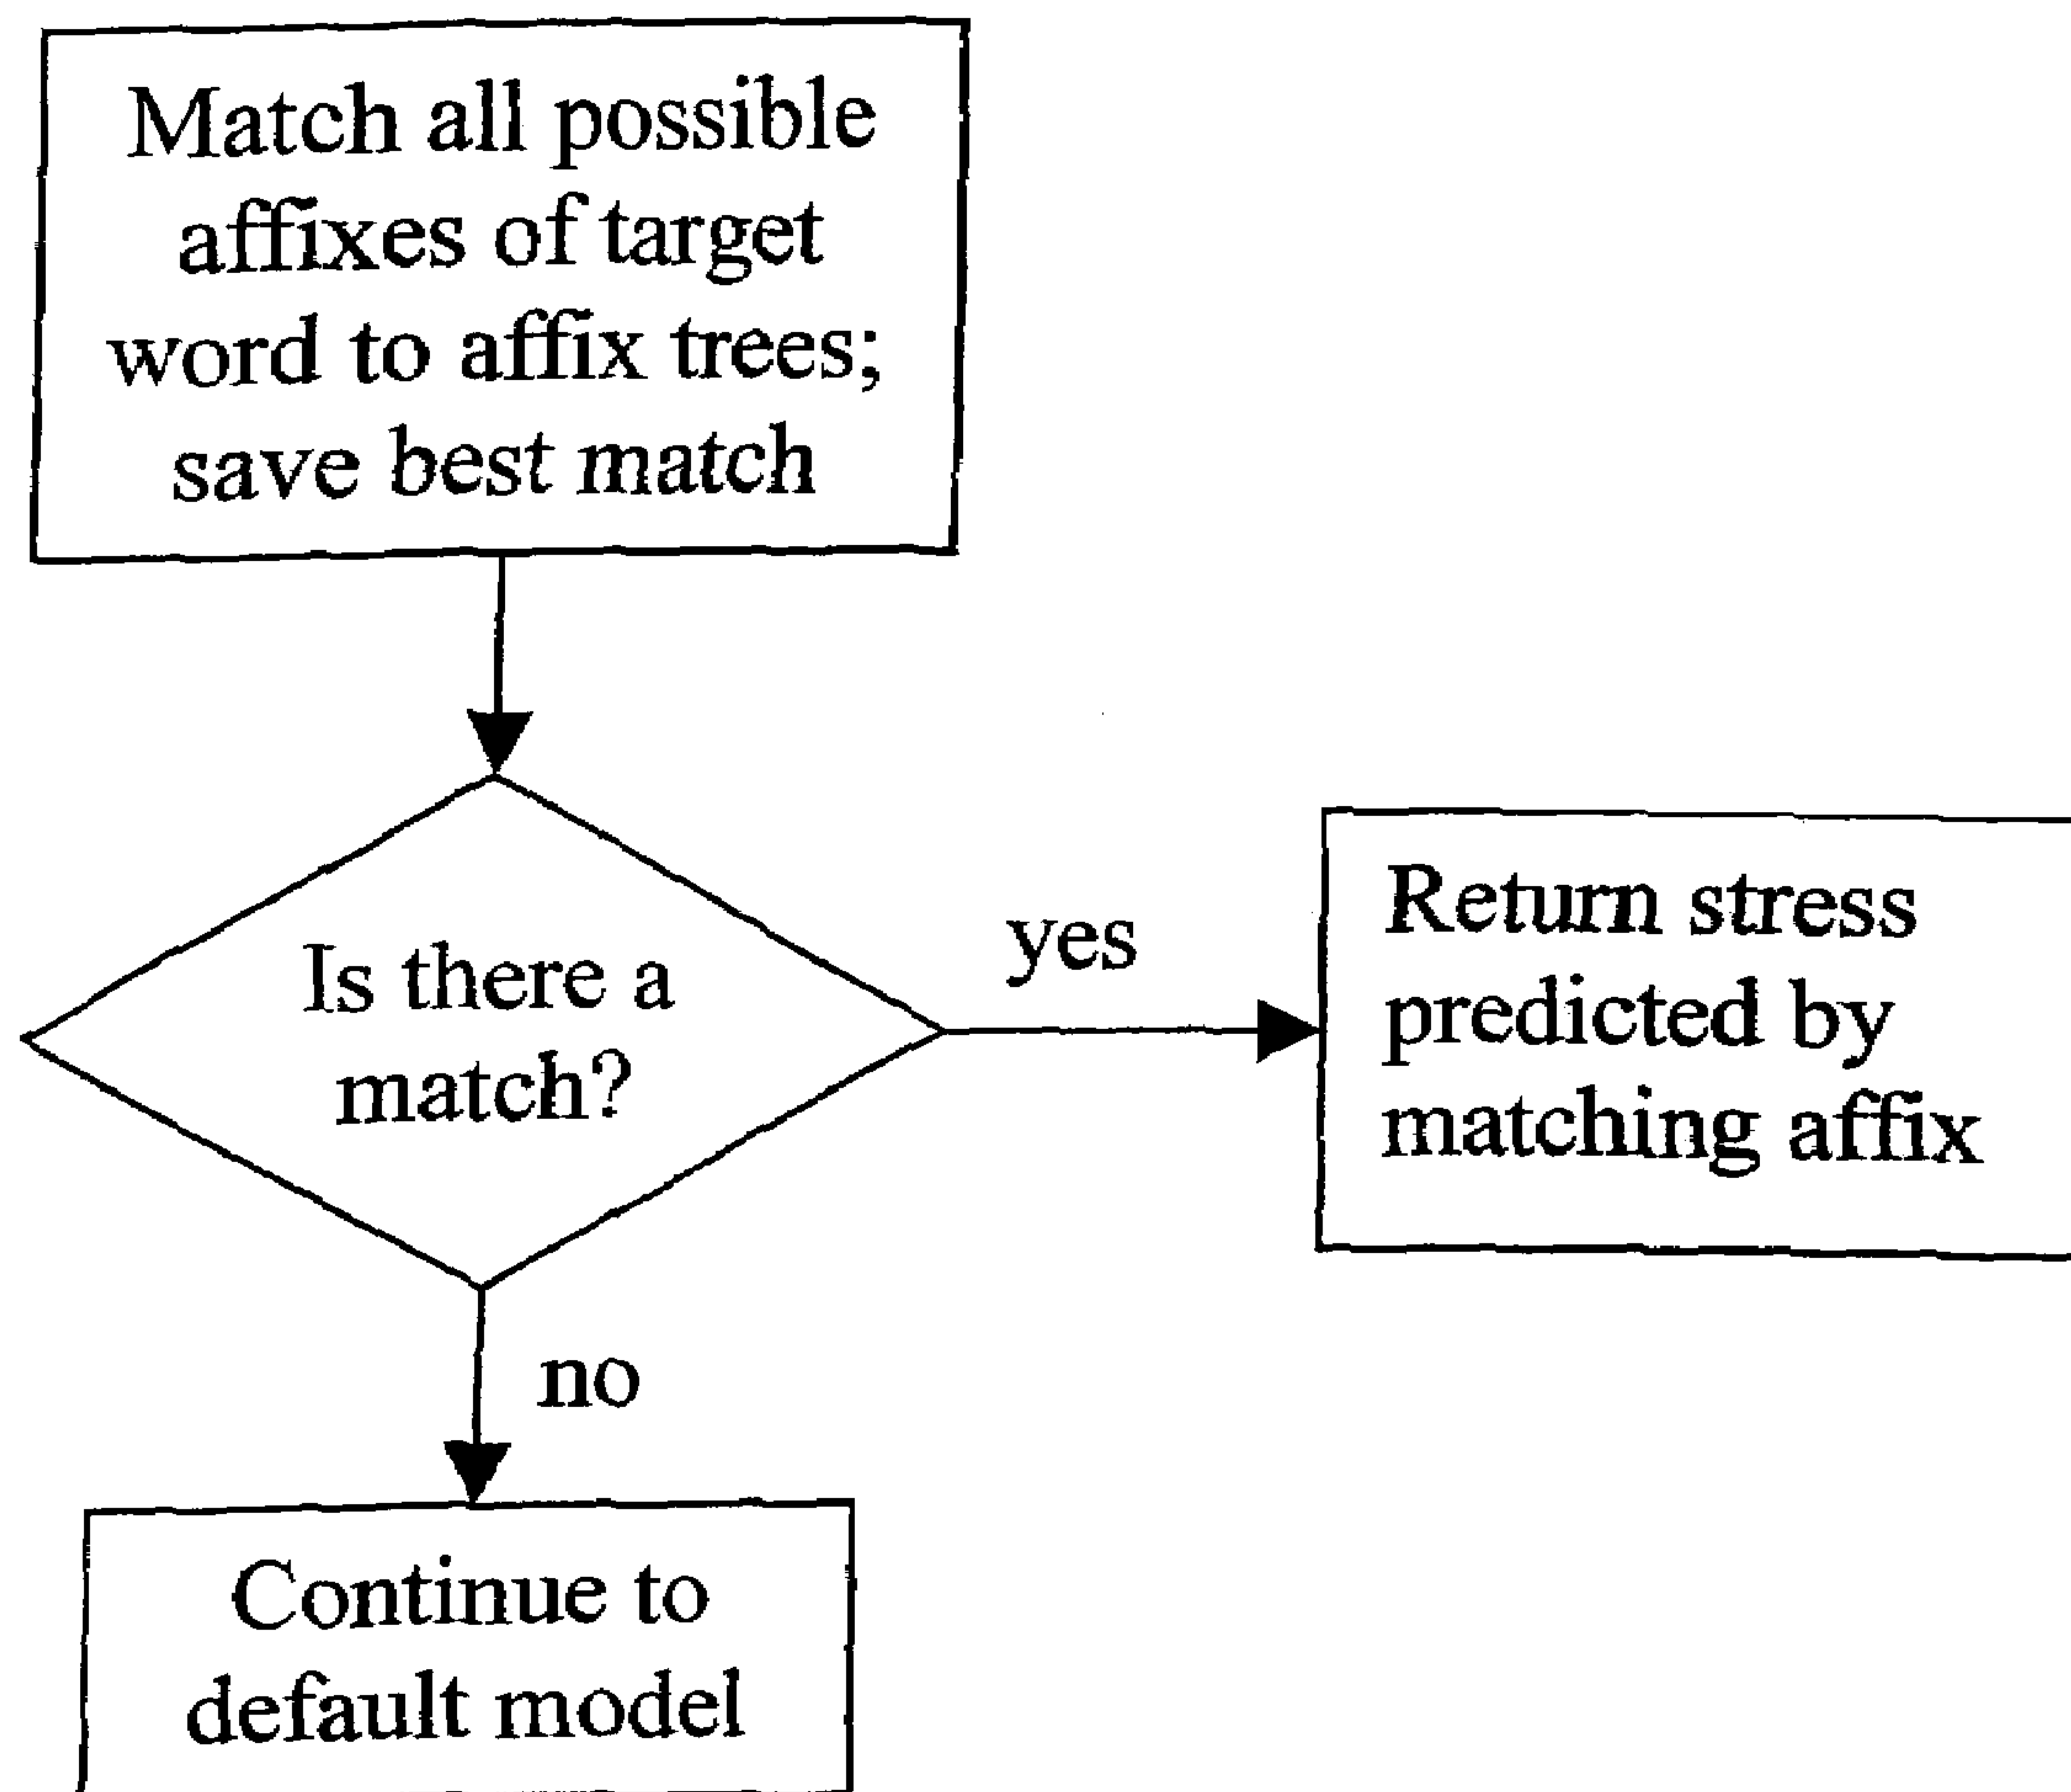 Match all possible
affixes of target
word to affix trees;
save best match
Is there a
match?
yes
Return stress
predicted by
matching affix
no
Continue to
default model